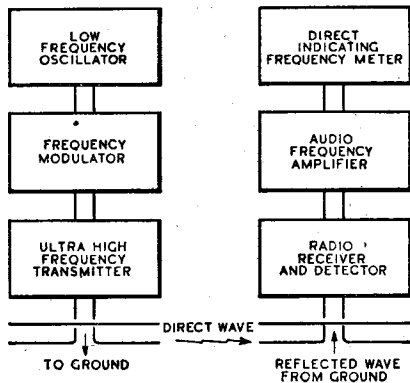 LOW
FREQUENCY
OSCILLATOR
FREQUENCY
MODULATOR
ULTRA HIGH
FREQUENCY
TRANSMITTER
TO GROUND
DIRECT WAVE
DIRECT
INDICATING
FREQUENCY METER
AUDIO
FREQUENCY
AMPLIFIER
RADIO
RECEIVER
AND DETECTOR
REFLECTED WAVE
FROM GROUND